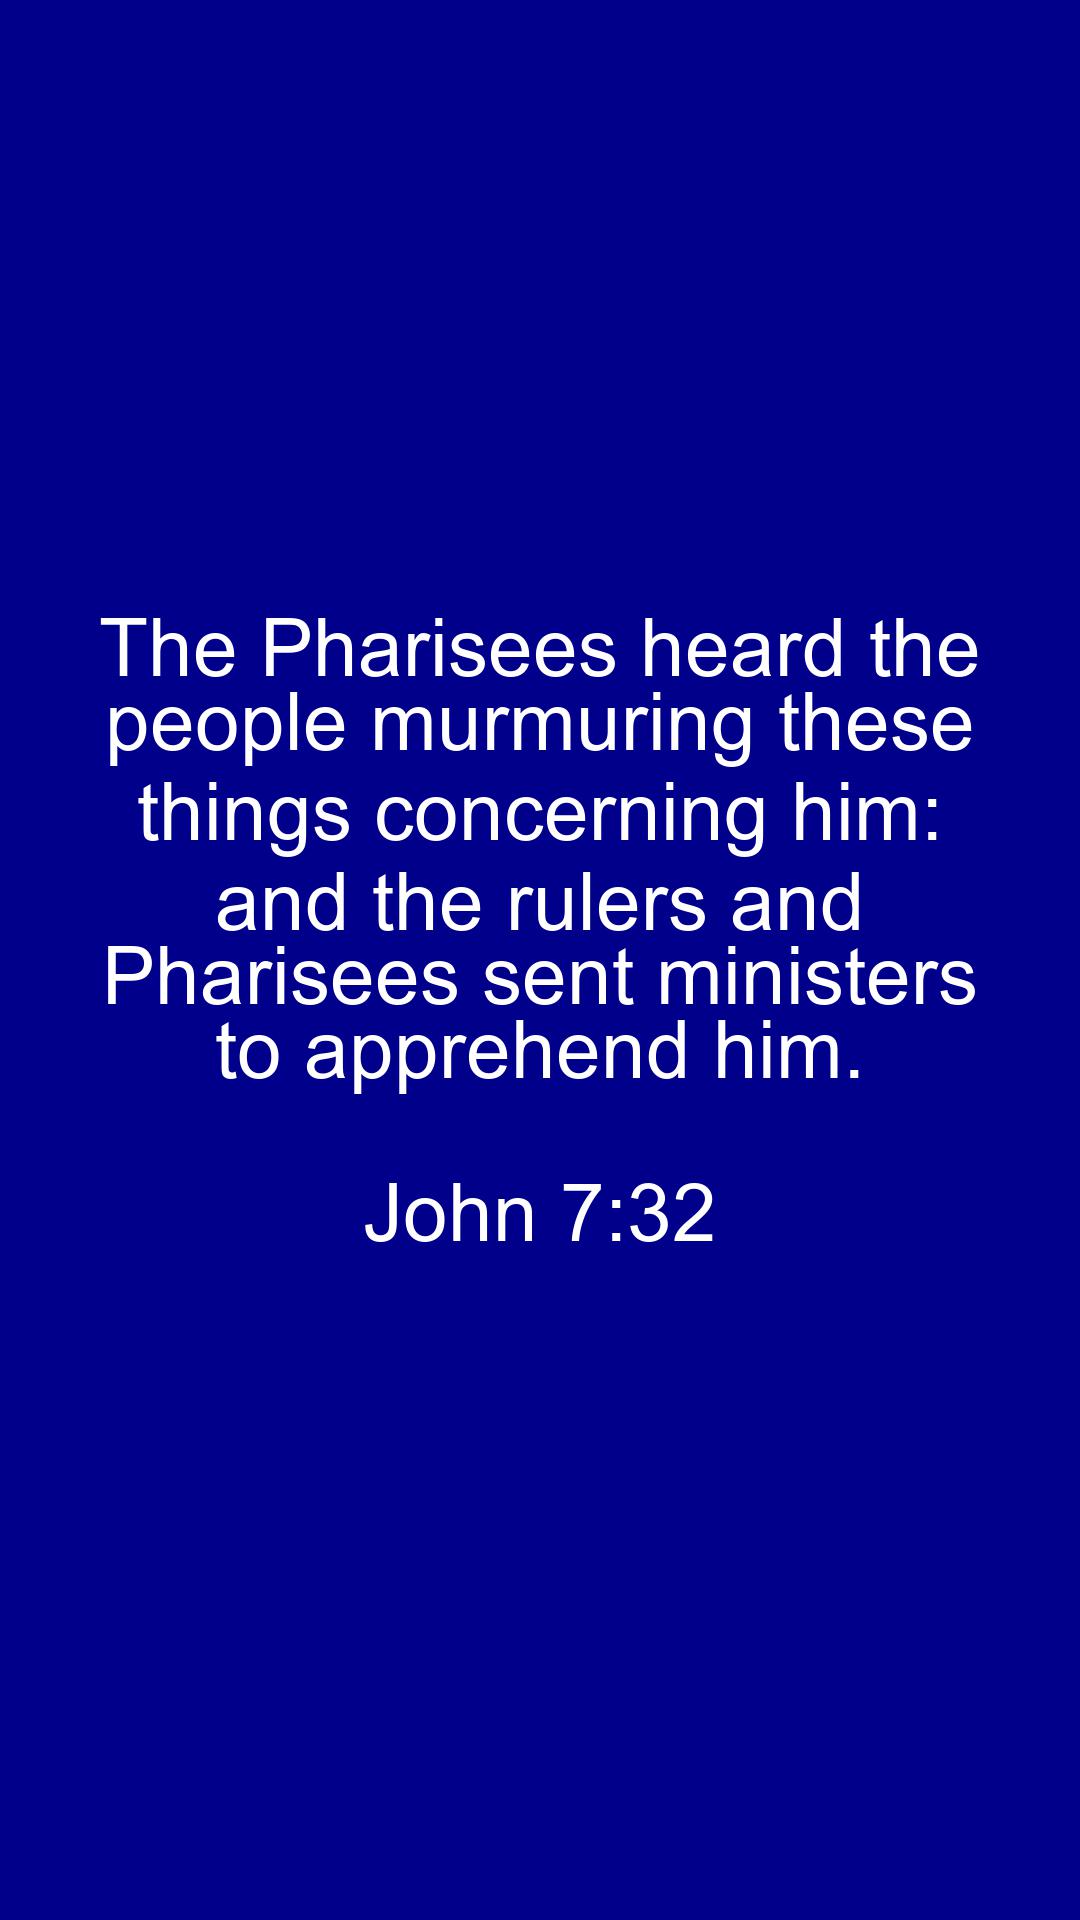 The Pharisees heard the
people murmuring these
things concerning him:
and the rulers and
Pharisees sent ministers
to apprehend him.
John 7:32